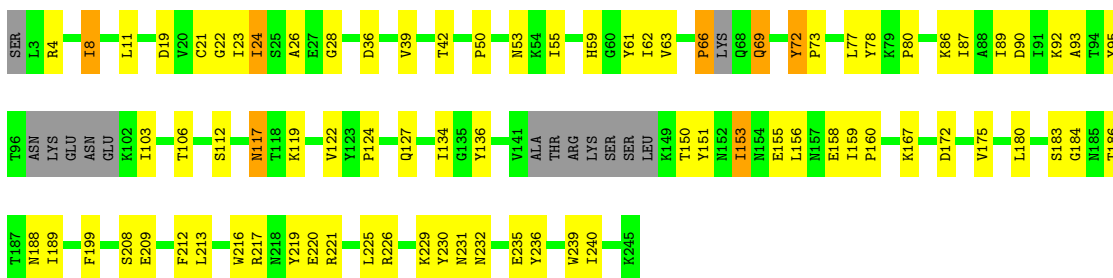 SER L3 R4 I8 L11 D19 V20 C21 G22 I23 I24 S25 A26 E27 G28 D36 V39 T42 P50 N53 K54 I55 H59 G60 Y61 I62 V63 P66 LYS Q68 Q69 Y72 P73 L77 Y78 K79 P80 K86 I87 A88 I89 D90 I91 K92 A93 T94 Y95
T96 ASN LYS GLU ASN GLU K102 I103 T106 S112 N117 T118 K119 V122 Y123 P124 Q127 I134 G135 Y136 V141 ALA THR ARG LYS SER SER LEU K149 T150 Y151 N152 I153 N154 E155 L156 N157 E158 I159 P160 K167 D172 V175 L180 S183 G184 N185 T186
T187 N188 I189 F199 S208 E209 F212 L213 W216 R217 N218 Y219 E220 R221 L225 R226 K229 Y230 N231 N232 E235 Y236 W239 I240 K245